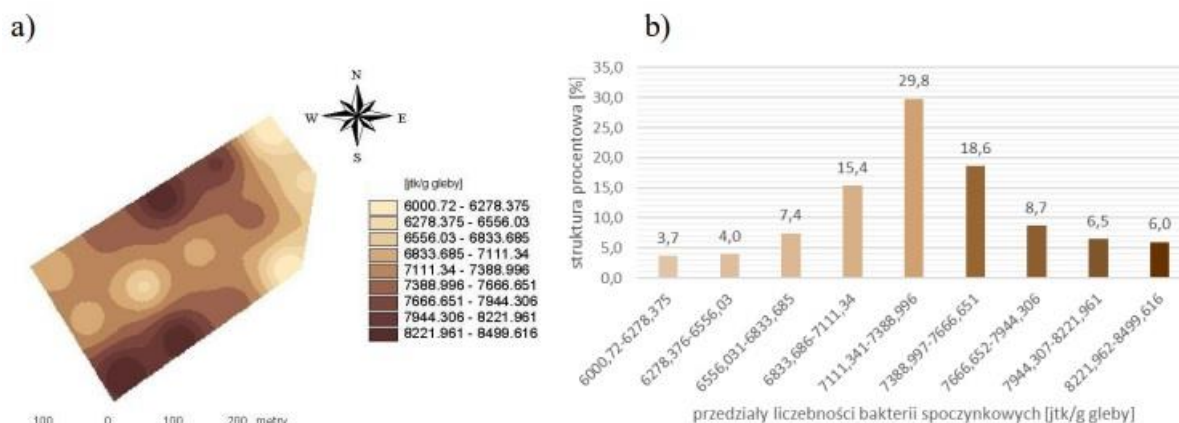 a)
N
W E
S
[jtk/g gleby]
6000.72 - 6278.375
6278.375 - 6556.03
6556.03 - 6833.685
6833.685 - 7111.34
7111.34 - 7388.996
7388.996 - 7666.651
7666.651 - 7944.306
7944.306 - 8221.961
8221.961 - 8499.616
100 0 100 200 metry
b)
struktura procentowa [%]
35,0
30,0
25,0
20,0
15,0
10,0
5,0
0,0
3,7
4,0
7,4
15,4
29,8
18,6
8,7
6,5
6,0
6000,72-6278,375
6278,376-6556,03
6556,031-6833,685
6833,686-7111,34
7111,341-7388,996
7388,997-7666,651
7666,652-7944,306
7944,307-8221,961
8221,962-8499,616
przedziały liczebności bakterii spoczynkowych [jtk/g gleby]